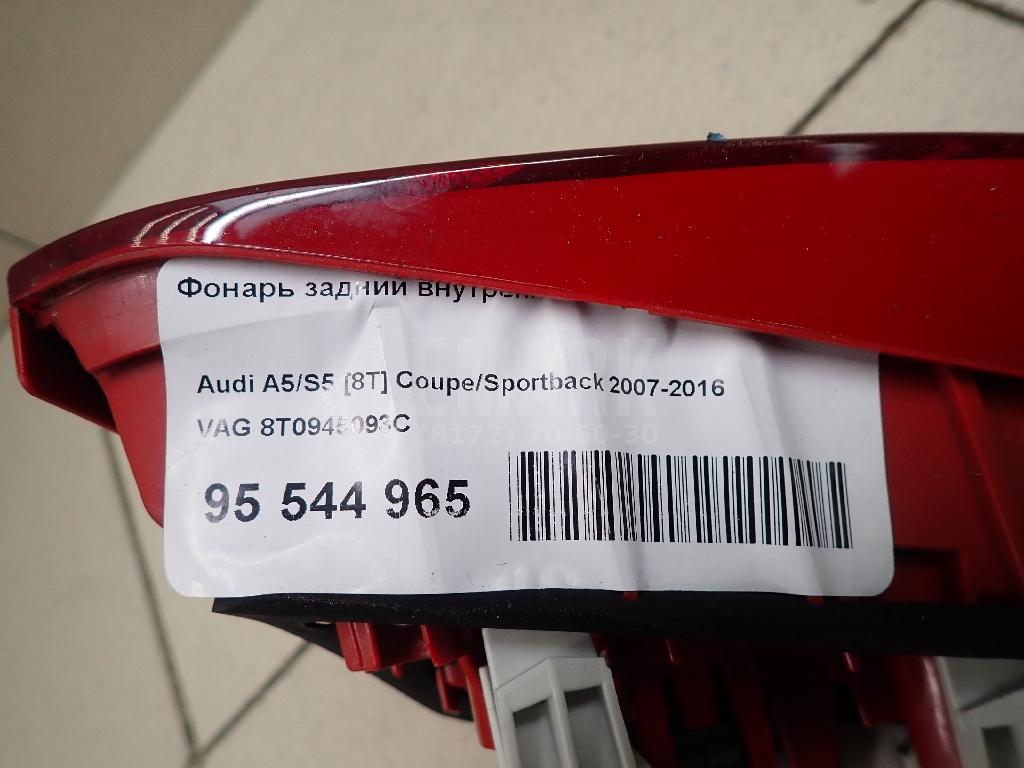 Фонарь задний
Audi A5/S5 [8T] Coupe/Sportback 2007-2016
VAG 8T0945093C
95 544 965
EMARK
(8172) 70-60-30